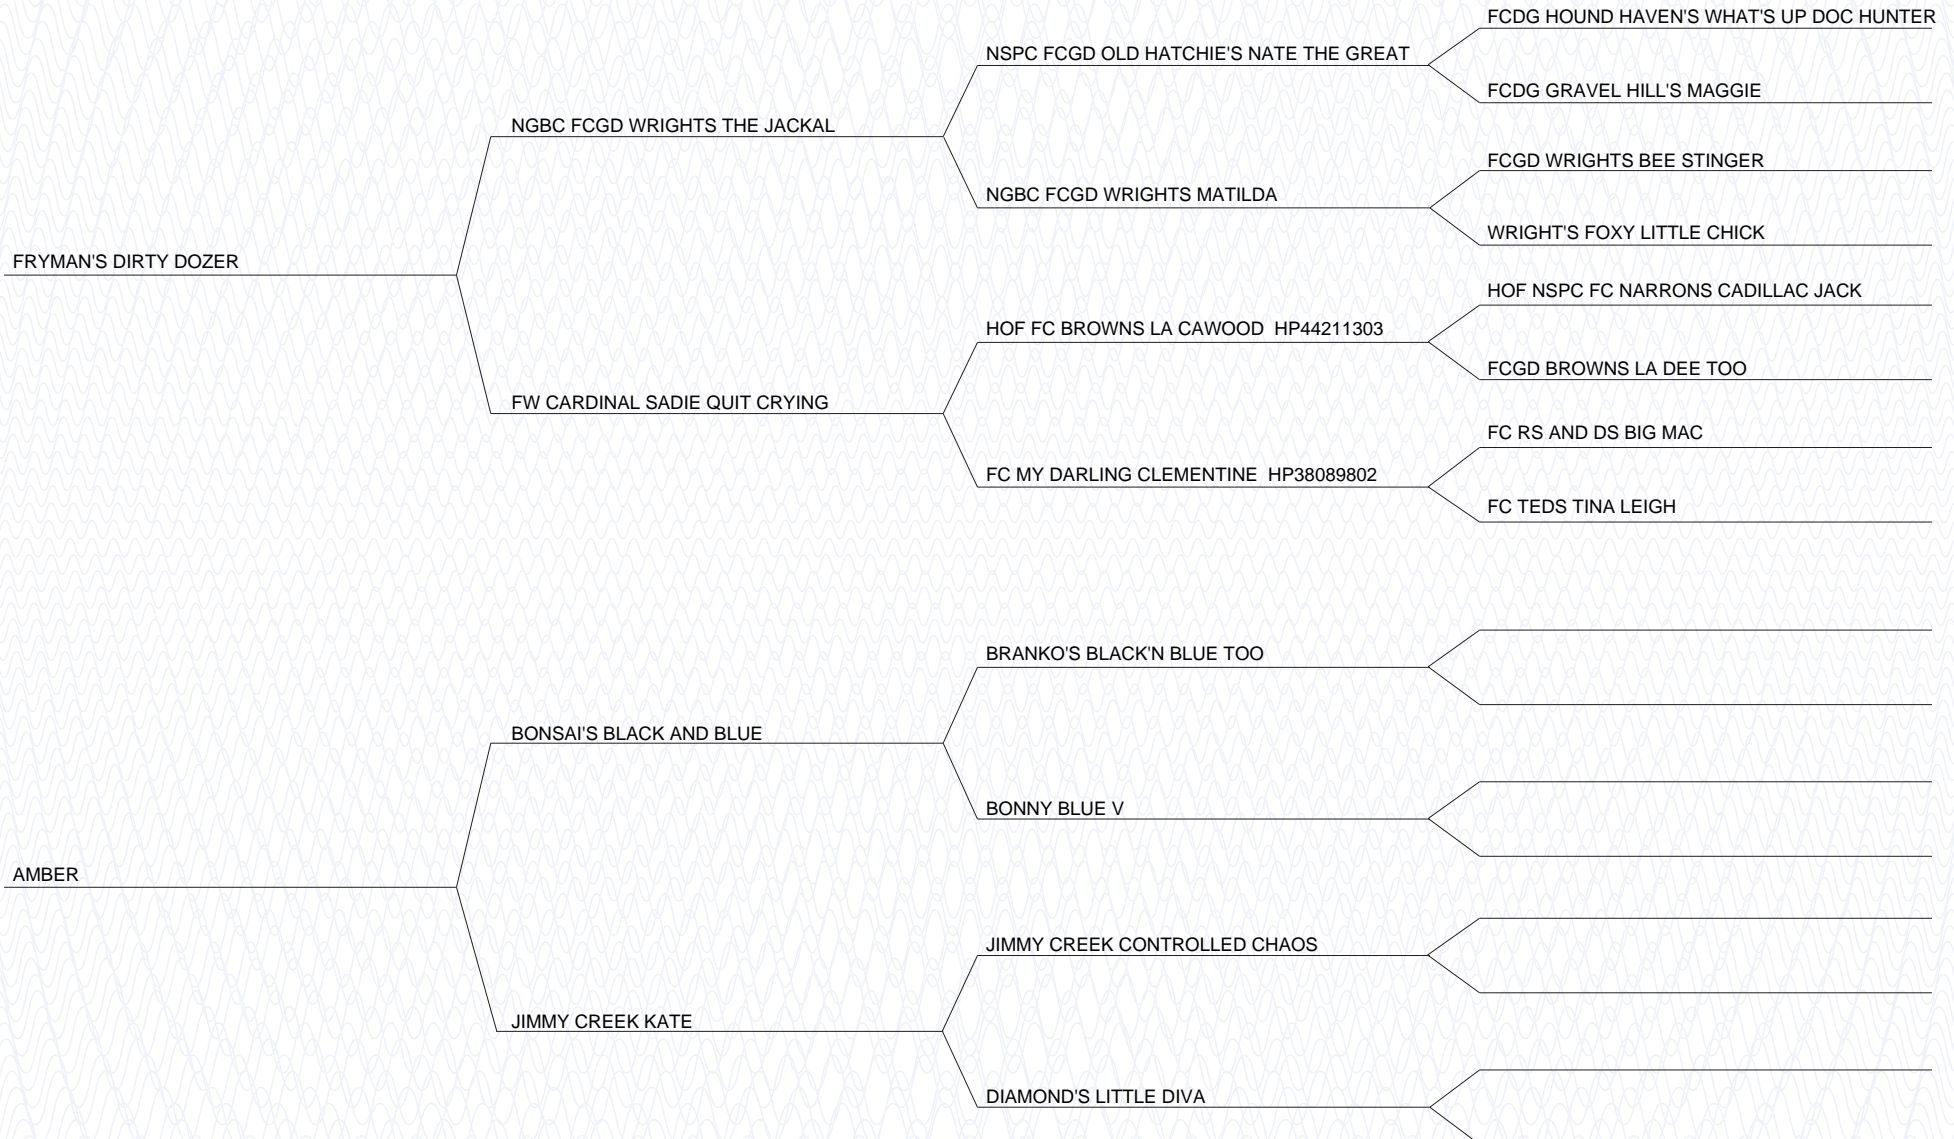 FCDG HOUND HAVEN'S WHAT'S UP DOC HUNTER
NSPC FCGD OLD HATCHIE'S NATE THE GREAT
FCDG GRAVEL HILL'S MAGGIE
NGBC FCGD WRIGHTS THE JACKAL
FCGD WRIGHTS BEE STINGER
NGBC FCGD WRIGHTS MATILDA
WRIGHT'S FOXY LITTLE CHICK
FRYMAN'S DIRTY DOZER
HOF NSPC FC NARRONS CADILLAC JACK
HOF FC BROWNS LA CAWOOD  HP44211303
FCGD BROWNS LA DEE TOO
FW CARDINAL SADIE QUIT CRYING
FC RS AND DS BIG MAC
FC MY DARLING CLEMENTINE  HP38089802
FC TEDS TINA LEIGH
BRANKO'S BLACK'N BLUE TOO
BONSAI'S BLACK AND BLUE
BONNY BLUE V
AMBER
JIMMY CREEK CONTROLLED CHAOS
JIMMY CREEK KATE
DIAMOND'S LITTLE DIVA